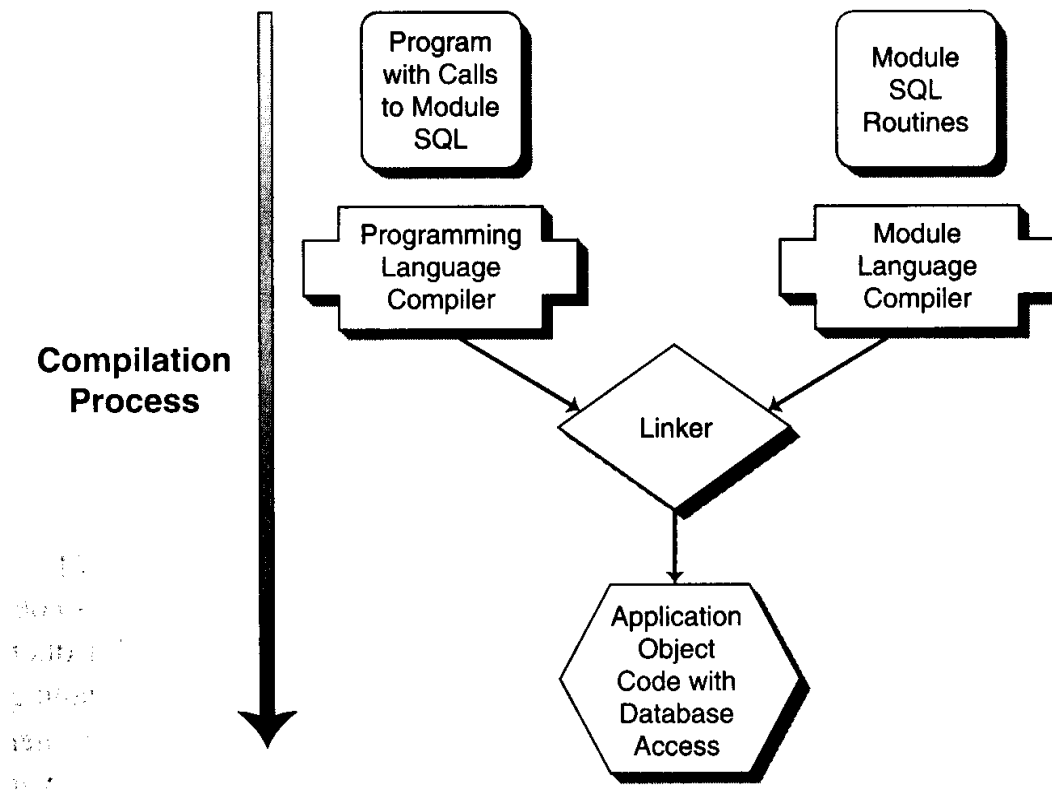 Program
with Calls
to Module
SQL
Module
SQL
Routines
Programming
Language
Compiler
Module
Language
Compiler
Compilation
Process
Linker
Application
Object
Code with
Database
Access